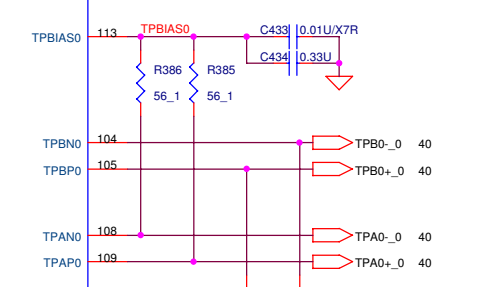 TPBIAS0 113 TPBIAS0 C433 0.01U/X7R
C434 0.33U
R386 R385
56_1 56_1
TPBN0 104 TPB0-_0 40
TPBP0 105 TPB0+_0 40
TPAN0 108 TPA0-_0 40
TPAP0 109 TPA0+_0 40